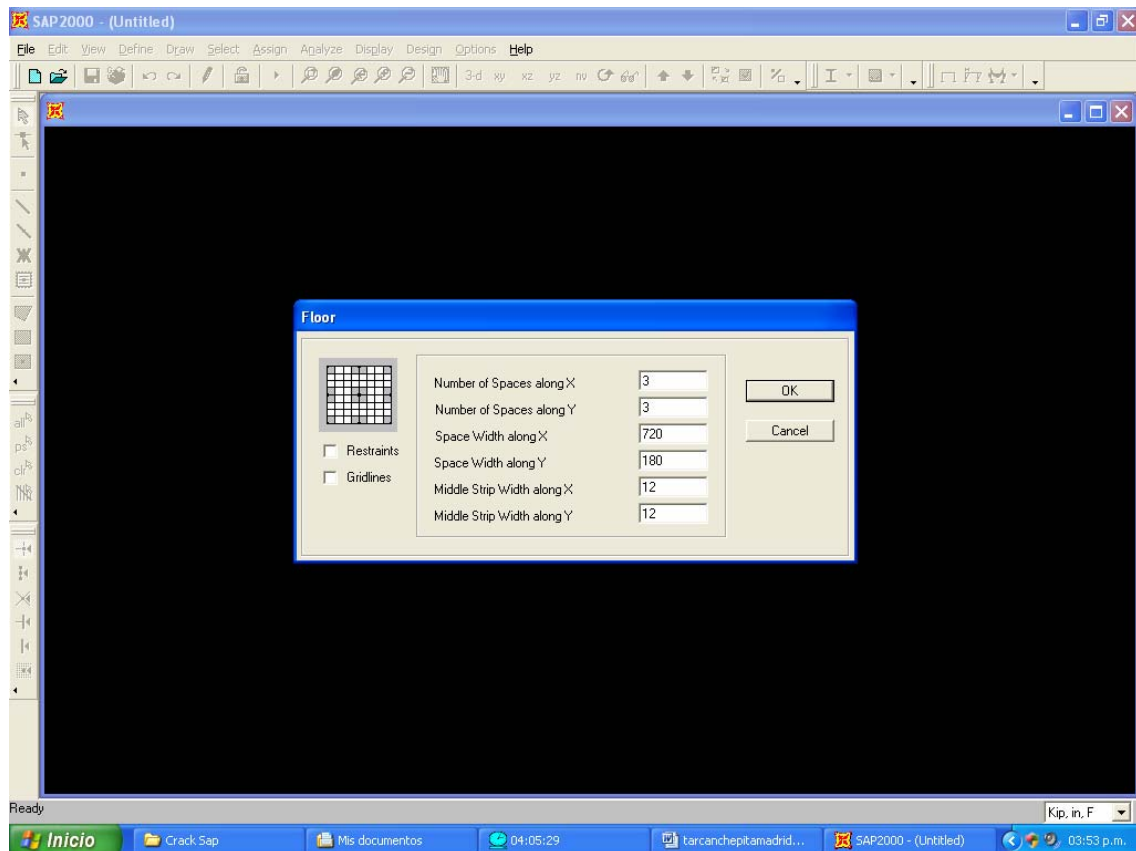 SAP2000 - (Untitled)
File Edit View Define Draw Select Assign Analyze Display Design Options Help
3-d xy xz yz nv
Floor
Restraints
Gridlines
Number of Spaces along X 3
Number of Spaces along Y 3
Space Width along X 720
Space Width along Y 180
Middle Strip Width along X 12
Middle Strip Width along Y 12
OK
Cancel
all
ps
clr
Ready
Kip, in, F
Inicio Crack Sap Mis documentos 04:05:29 tarcanchepitamadrid... SAP2000 - (Untitled) 03:53 p.m.